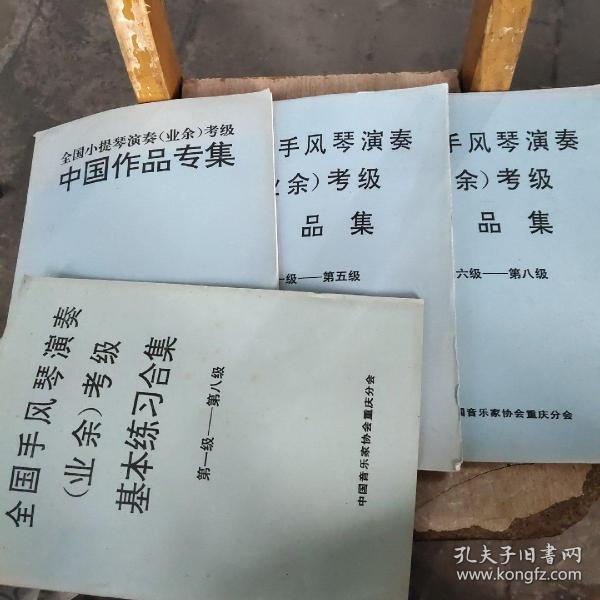 全国小提琴演奏(业余)考级
中国作品专集
手风琴演奏
余)考级
品集
级——第五级
手风琴演奏
余)考级
品集
六级——第八级
国音乐家协会重庆分会
全国手风琴演奏
(业余)考级
基本练习合集
第一级——第八级
中国音乐家协会重庆分会
孔夫子旧书网
www.kongfz.com